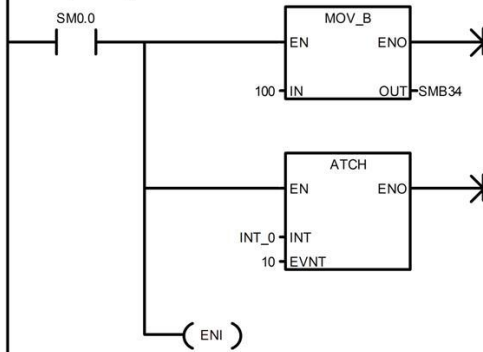 SM0.0
MOV_B
EN ENO
100 IN OUT SMB34
ATCH
EN ENO
INT_0 INT
10 EVNT
ENI